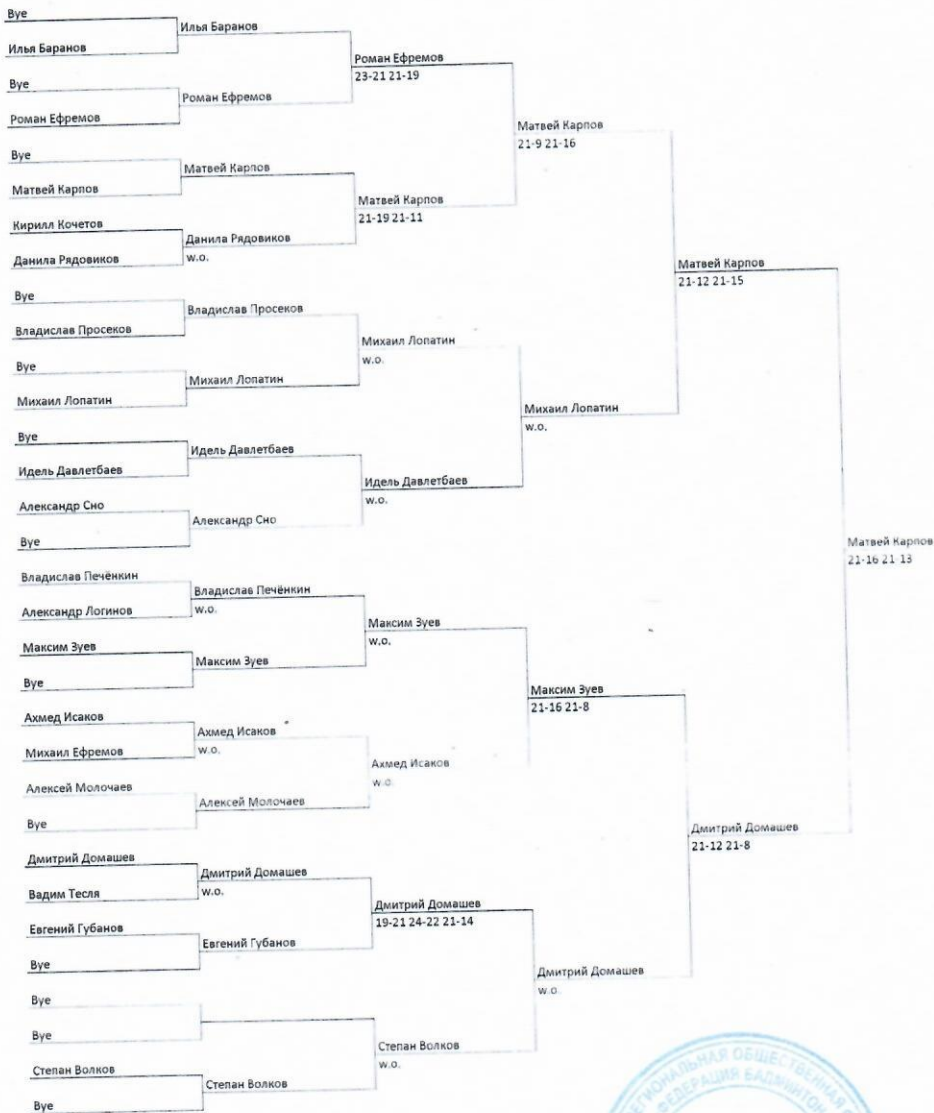 Bye
Илья Баранов
Bye
Роман Ефремов
Bye
Матвей Карпов
Кирилл Кочетов
Данила Рядовиков
Bye
Владислав Просеков
Bye
Михаил Лопатин
Bye
Идель Давлетбаев
Александр Сно
Bye
Владислав Печёнкин
Александр Логинов
Максим Зуев
Bye
Ахмед Исаков
Михаил Ефремов
Алексей Молочаев
Bye
Дмитрий Домашев
Вадим Тесля
Евгений Губанов
Bye
Bye
Bye
Степан Волков
Bye
Илья Баранов
Роман Ефремов
Матвей Карпов
Данила Рядовиков
w.o.
Владислав Просеков
Михаил Лопатин
Идель Давлетбаев
Александр Сно
Владислав Печёнкин
w.o.
Максим Зуев
Ахмед Исаков
w.o.
Алексей Молочаев
Дмитрий Домашев
w.o.
Евгений Губанов
Степан Волков
Роман Ефремов
23-21 21-19
Матвей Карпов
21-19 21-11
Михаил Лопатин
w.o.
Идель Давлетбаев
w.o.
Максим Зуев
w.o.
Ахмед Исаков
w.o.
Дмитрий Домашев
19-21 24-22 21-14
Степан Волков
w.o.
Матвей Карпов
21-9 21-16
Михаил Лопатин
w.o.
Максим Зуев
21-16 21-8
Дмитрий Домашев
w.o.
Матвей Карпов
21-12 21-15
Дмитрий Домашев
21-12 21-8
Матвей Карпов
21-16 21-13
ФЕДЕРАЦИЯ